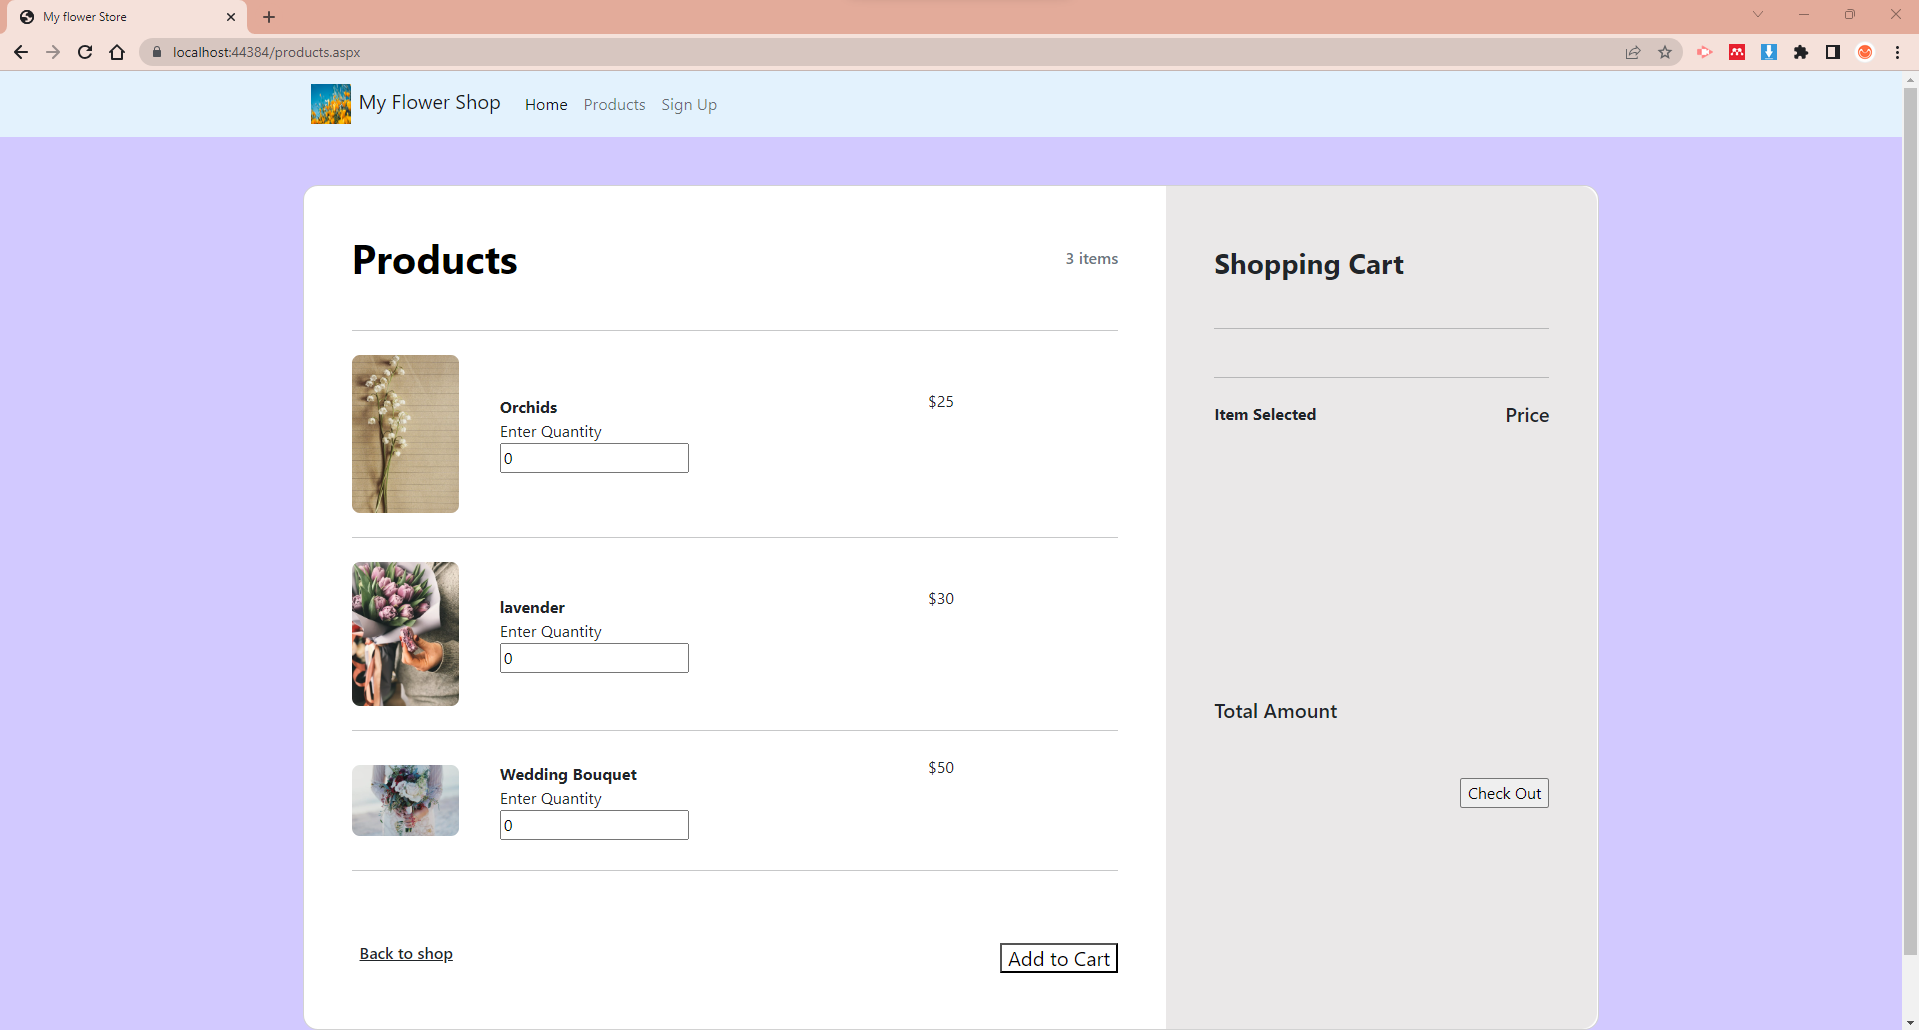 My flower Store
localhost:44384/products.aspx
My Flower Shop Home Products Sign Up
Products
3 items
Orchids
$25
Enter Quantity
0
lavender
$30
Enter Quantity
0
Wedding Bouquet
$50
Enter Quantity
0
Back to shop
Add to Cart
Shopping Cart
Item Selected Price
Total Amount
Check Out